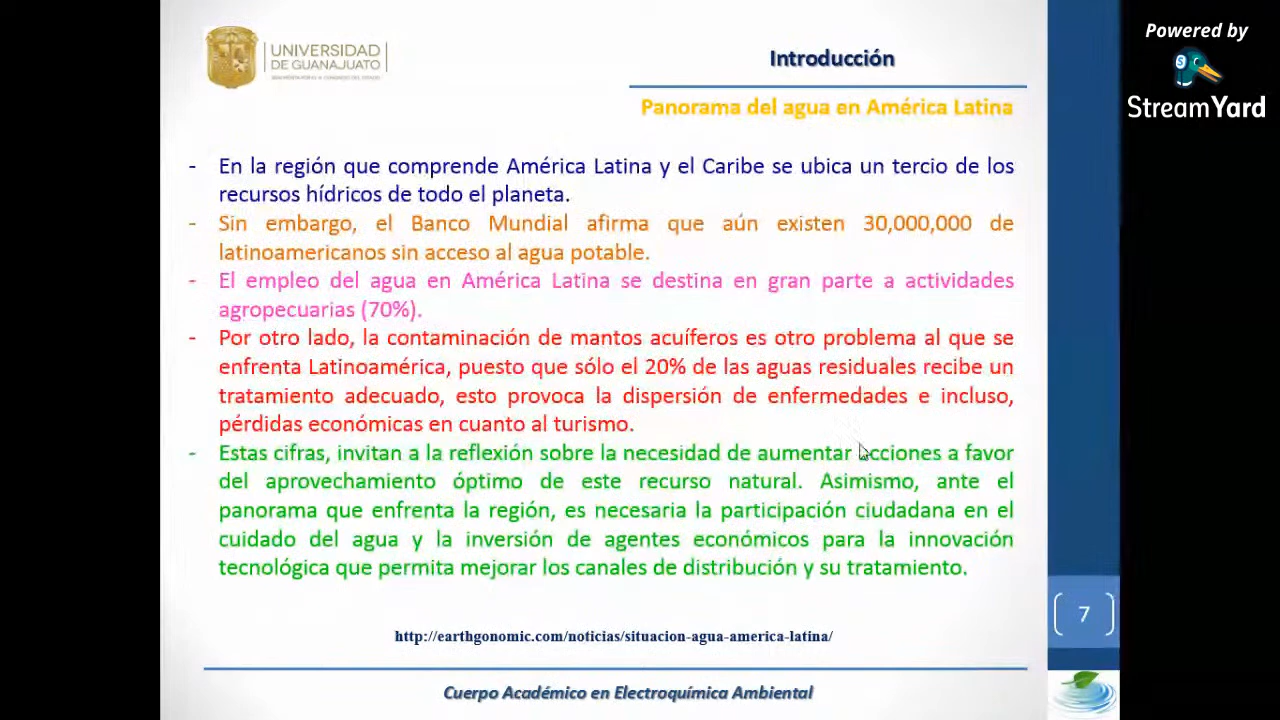 Powered by
StreamYard
UNIVERSIDAD
DE GUANAJUATO
Introducción
Panorama del agua en América Latina
- En la región que comprende América Latina y el Caribe se ubica un tercio de los
recursos hídricos de todo el planeta.
- Sin embargo, el Banco Mundial afirma que aún existen 30,000,000 de
latinoamericanos sin acceso al agua potable.
- El empleo del agua en América Latina se destina en gran parte a actividades
agropecuarias (70%).
- Por otro lado, la contaminación de mantos acuíferos es otro problema al que se
enfrenta Latinoamérica, puesto que sólo el 20% de las aguas residuales recibe un
tratamiento adecuado, esto provoca la dispersión de enfermedades e incluso,
pérdidas económicas en cuanto al turismo.
- Estas cifras, invitan a la reflexión sobre la necesidad de aumentar acciones a favor
del aprovechamiento óptimo de este recurso natural. Asimismo, ante el
panorama que enfrenta la región, es necesaria la participación ciudadana en el
cuidado del agua y la inversión de agentes económicos para la innovación
tecnológica que permita mejorar los canales de distribución y su tratamiento.
7
http://earthgonomic.com/noticias/situacion-agua-america-latina/
Cuerpo Académico en Electroquímica Ambiental